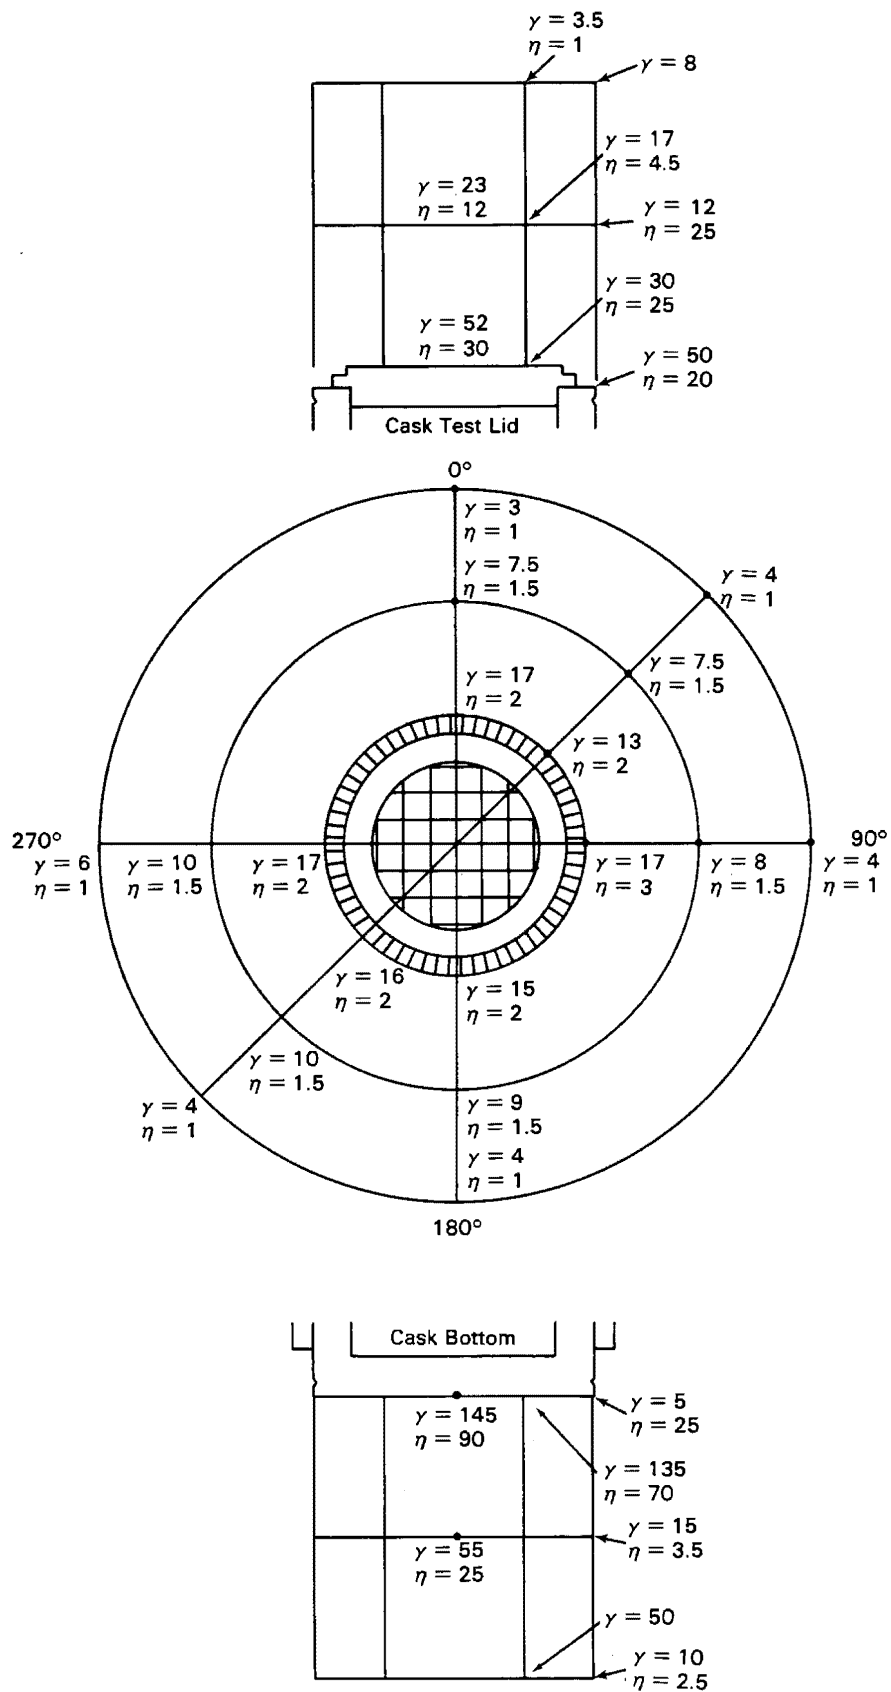 γ = 3.5
η = 1
γ = 8
γ = 17
η = 4.5
γ = 23
η = 12
γ = 12
η = 25
γ = 30
η = 25
γ = 52
η = 30
γ = 50
η = 20
Cask Test Lid
0°
γ = 3
η = 1
γ = 7.5
η = 1.5
γ = 4
η = 1
γ = 7.5
η = 1.5
γ = 17
η = 2
γ = 13
η = 2
270°
90°
γ = 6
η = 1
γ = 10
η = 1.5
γ = 17
η = 2
γ = 17
η = 3
γ = 8
η = 1.5
γ = 4
η = 1
γ = 16
η = 2
γ = 15
η = 2
γ = 10
η = 1.5
γ = 4
η = 1
γ = 9
η = 1.5
γ = 4
η = 1
180°
Cask Bottom
γ = 5
η = 25
γ = 145
η = 90
γ = 135
η = 70
γ = 15
η = 3.5
γ = 55
η = 25
γ = 50
γ = 10
η = 2.5